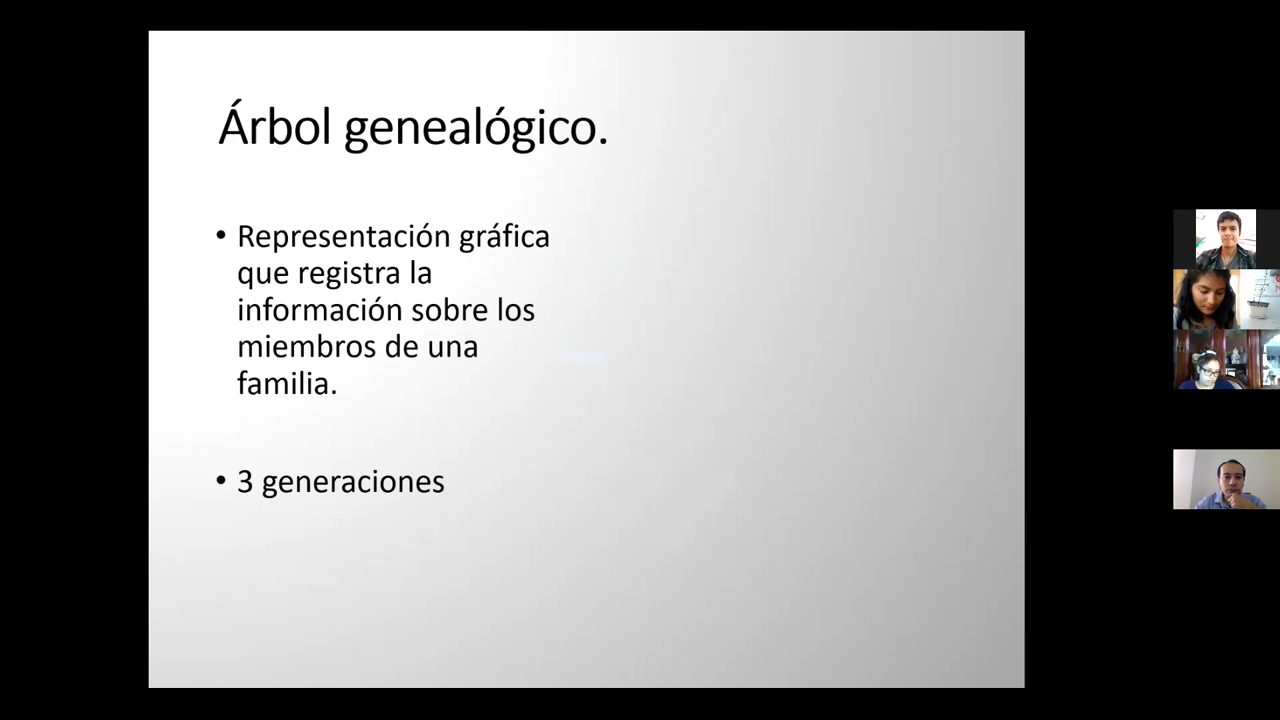 Árbol genealógico.
• Representación gráfica
que registra la
información sobre los
miembros de una
familia.
• 3 generaciones